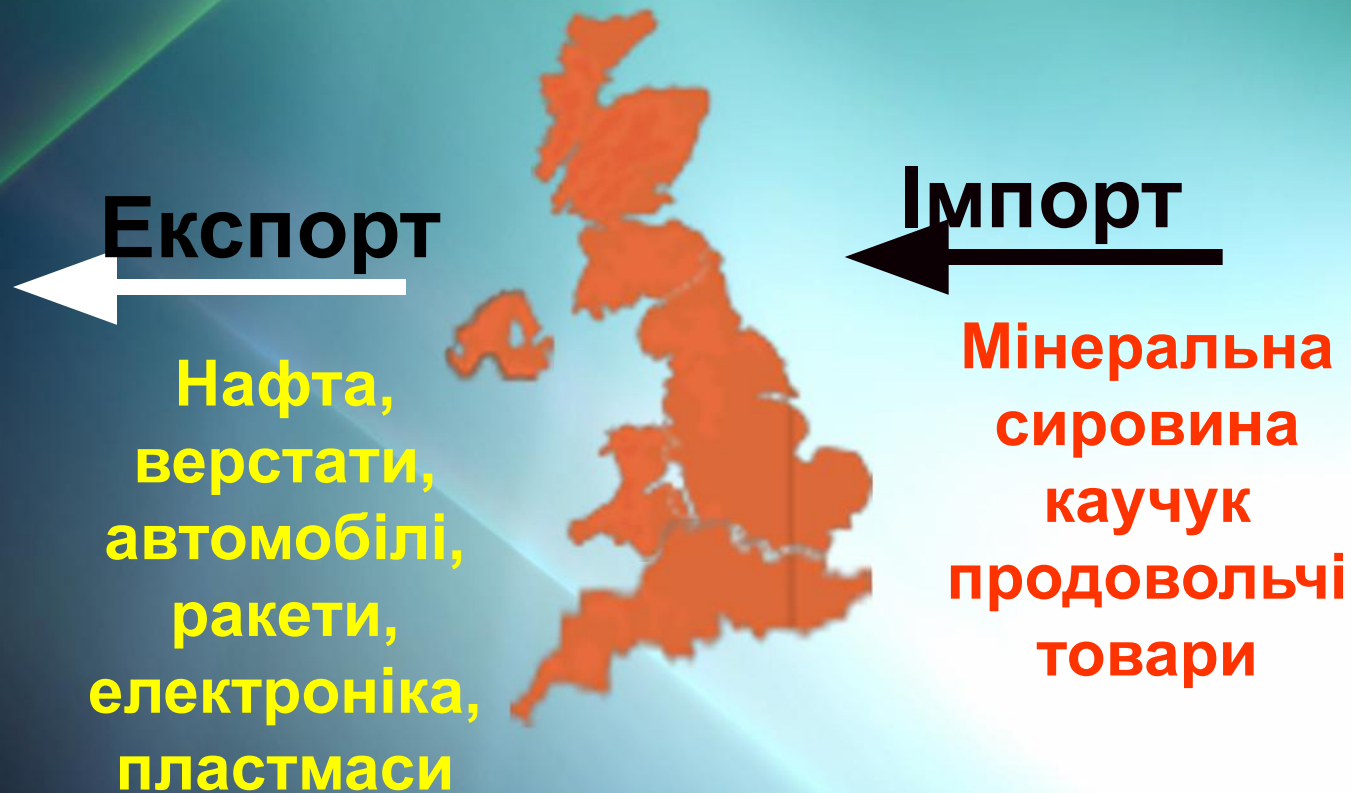 Експорт
Нафта,
верстати,
автомобілі,
ракети,
електроніка,
пластмаси
Імпорт
Мінеральна
сировина
каучук
продовольчі
товари